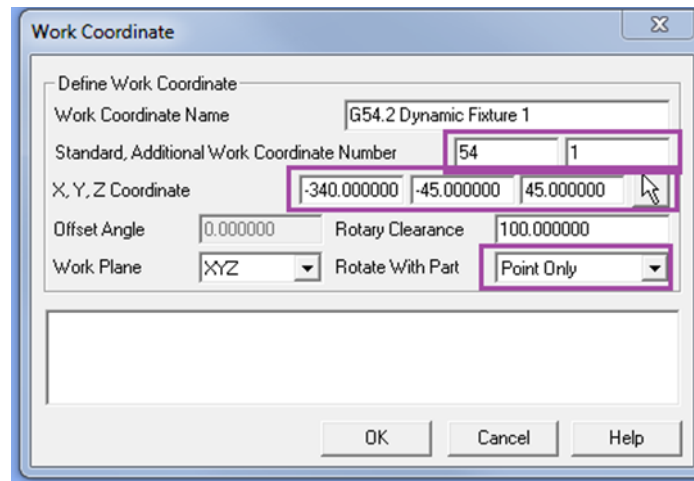 Work Coordinate
Define Work Coordinate
Work Coordinate Name G54.2 Dynamic Fixture 1
Standard, Additional Work Coordinate Number 54 1
X, Y, Z Coordinate -340.000000 -45.000000 45.000000
Offset Angle 0.000000 Rotary Clearance 100.000000
Work Plane XYZ Rotate With Part Point Only
OK Cancel Help